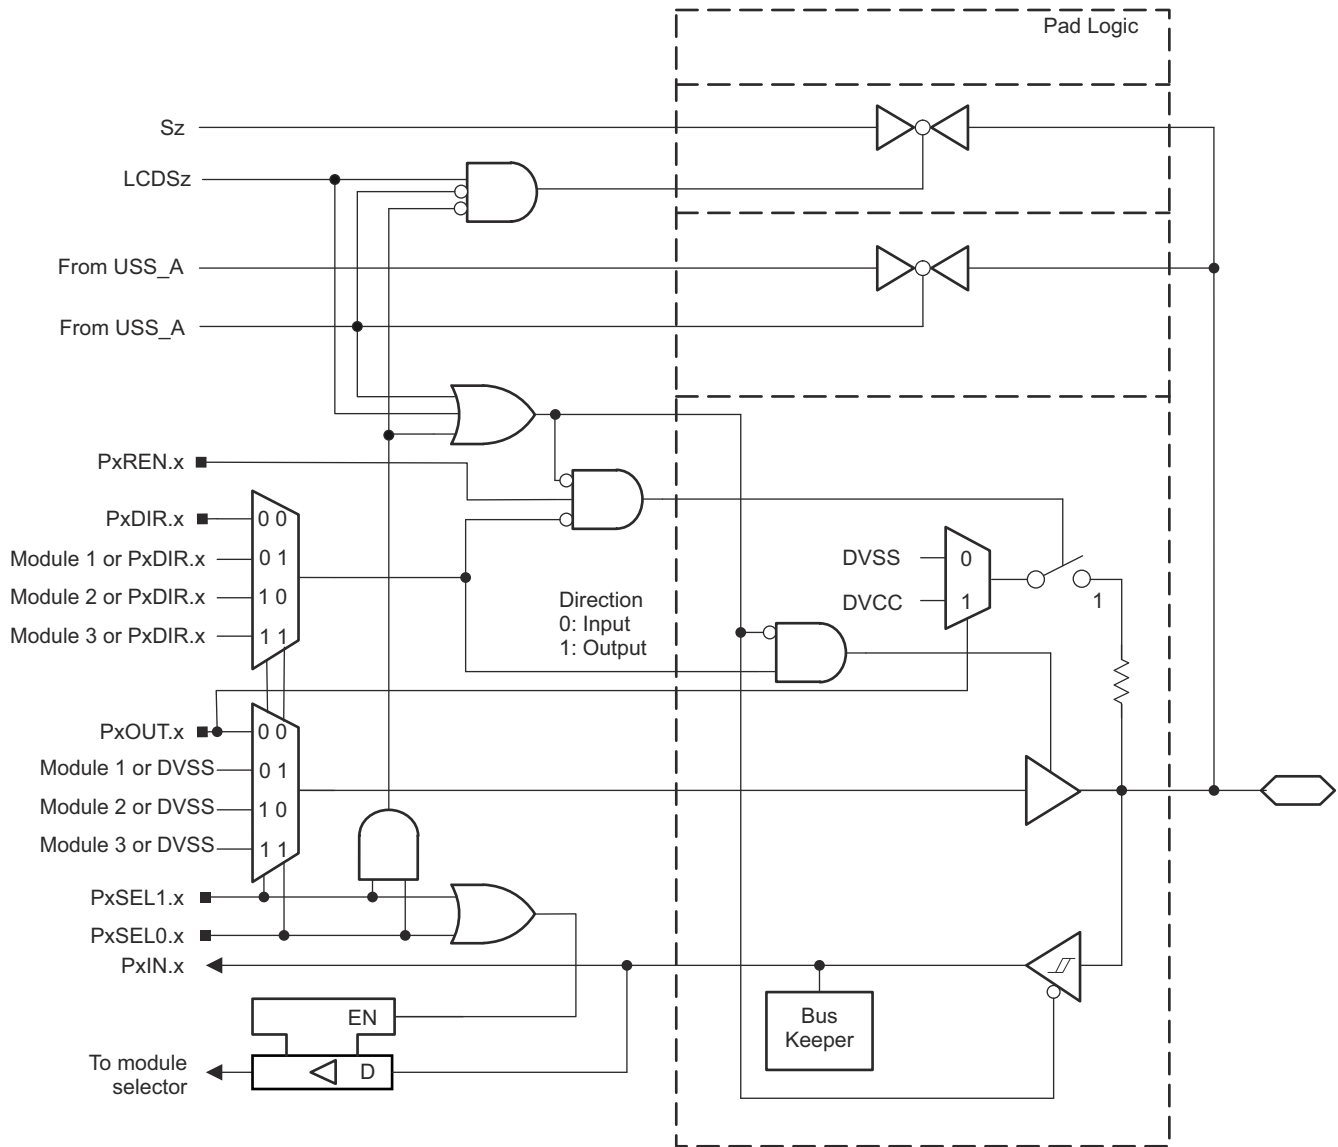 Pad Logic
Sz
LCDSz
From USS_A
From USS_A
PxREN.x
PxDIR.x
0 0
Module 1 or PxDIR.x
0 1
Module 2 or PxDIR.x
1 0
Module 3 or PxDIR.x
1 1
Direction
0: Input
1: Output
DVSS
0
DVCC
1
1
PxOUT.x
0 0
Module 1 or DVSS
0 1
Module 2 or DVSS
1 0
Module 3 or DVSS
1 1
PxSEL1.x
PxSEL0.x
PxIN.x
EN
D
To module
selector
Bus
Keeper